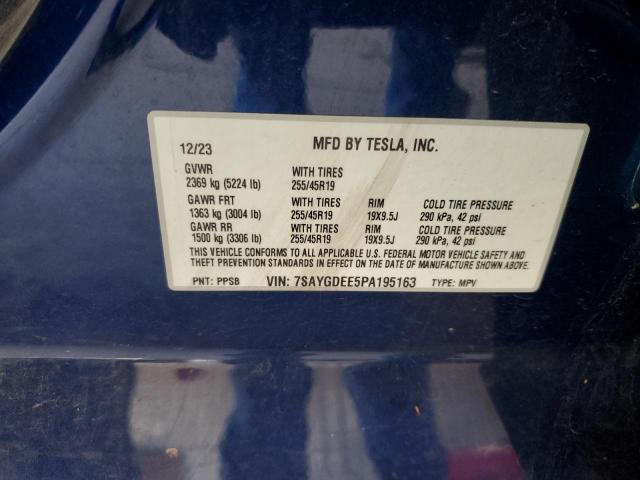 12/23 MFD BY TESLA, INC.
GVWR WITH TIRES
2369 kg (5224 lb) 255/45R19
GAWR FRT WITH TIRES RIM COLD TIRE PRESSURE
1363 kg (3004 lb) 255/45R19 19X9.5J 290 kPa, 42 psi
GAWR RR WITH TIRES RIM COLD TIRE PRESSURE
1500 kg (3306 lb) 255/45R19 19X9.5J 290 kPa, 42 psi
THIS VEHICLE CONFORMS TO ALL APPLICABLE U.S. FEDERAL MOTOR VEHICLE SAFETY AND
THEFT PREVENTION STANDARDS IN EFFECT ON THE DATE OF MANUFACTURE SHOWN ABOVE.
PNT: PPSB VIN: 7SAYGDEE5PA195163 TYPE: MPV